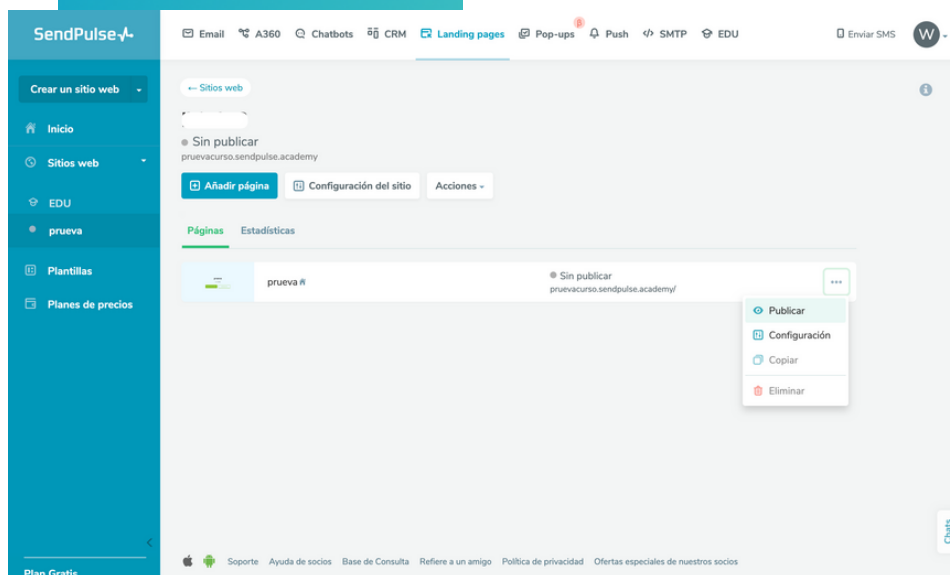 SendPulse
Email A360 Chatbots CRM Landing pages Pop-ups β Push SMTP EDU Enviar SMS W
Crear un sitio web
← Sitios web
Inicio
Sin publicar
pruevacurso.sendpulse.academy
Sitios web
Añadir página Configuración del sitio Acciones
EDU
prueva
Páginas Estadísticas
Plantillas
prueva Sin publicar
pruevacurso.sendpulse.academy/
Planes de precios
Publicar
Configuración
Copiar
Eliminar
Chats
Soporte Ayuda de socios Base de Consulta Refiere a un amigo Política de privacidad Ofertas especiales de nuestros socios
Plan Gratis